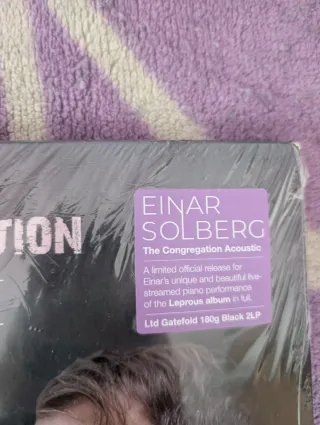 TION
EINAR
SOLBERG
The Congregation Acoustic
A limited official release for
Einar's unique and beautiful live-
streamed piano performance
of the Leprous album in full.
Ltd Gatefold 180g Black 2LP